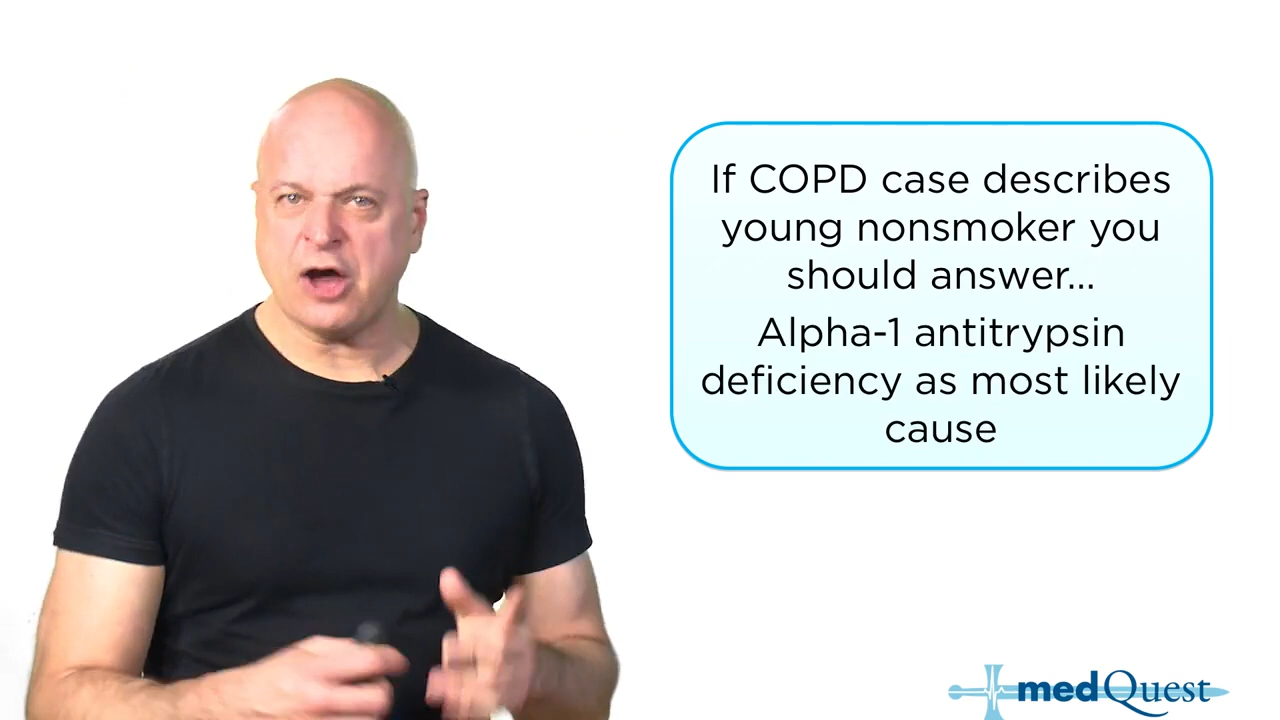 If COPD case describes
young nonsmoker you
should answer...
Alpha-1 antitrypsin
deficiency as most likely
cause
medQuest